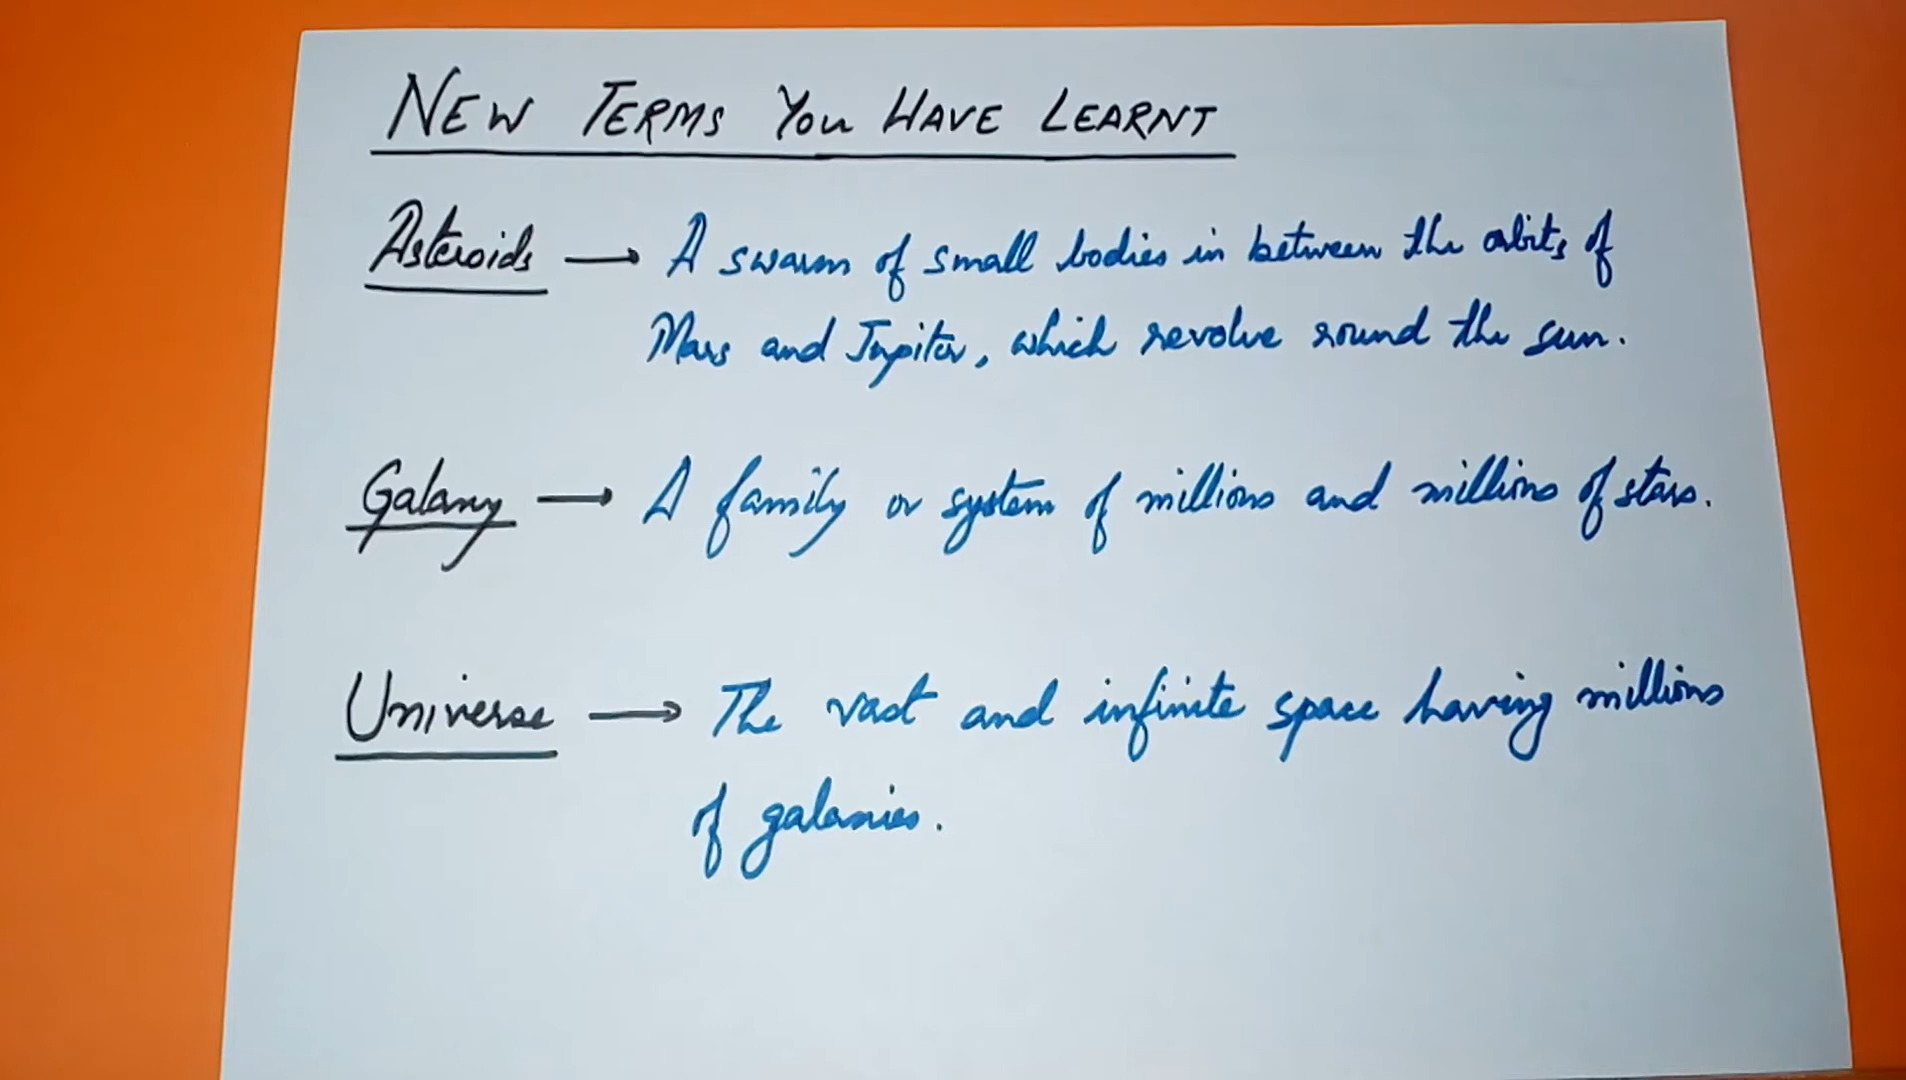 NEW TERMS YOU HAVE LEARNT
Asteroids → A swarm of small bodies in between the orbits of
Mars and Jupiter, which revolve round the sun.
Galaxy → A family or system of millions and millions of stars.
Universe → The vast and infinite space having millions
of galaxies.